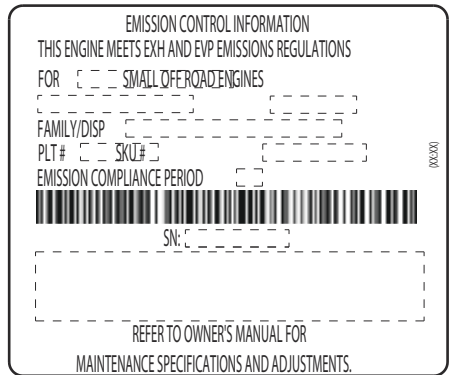 EMISSION CONTROL INFORMATION
THIS ENGINE MEETS EXH AND EVP EMISSIONS REGULATIONS
FOR SMALL OFF ROAD ENGINES
FAMILY/DISP
PLT # SKU #
EMISSION COMPLIANCE PERIOD
(XX-XX)
SN:
REFER TO OWNER'S MANUAL FOR
MAINTENANCE SPECIFICATIONS AND ADJUSTMENTS.